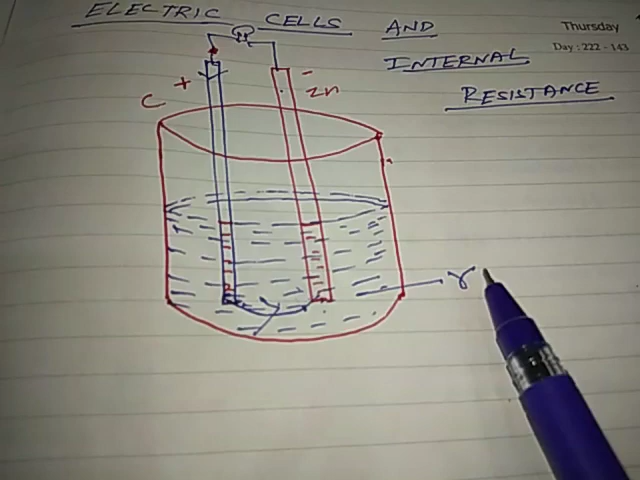 ELECTRIC CELLS AND
INTERNAL
RESISTANCE
Thursday
Day : 222 - 143
C + - Zn
r